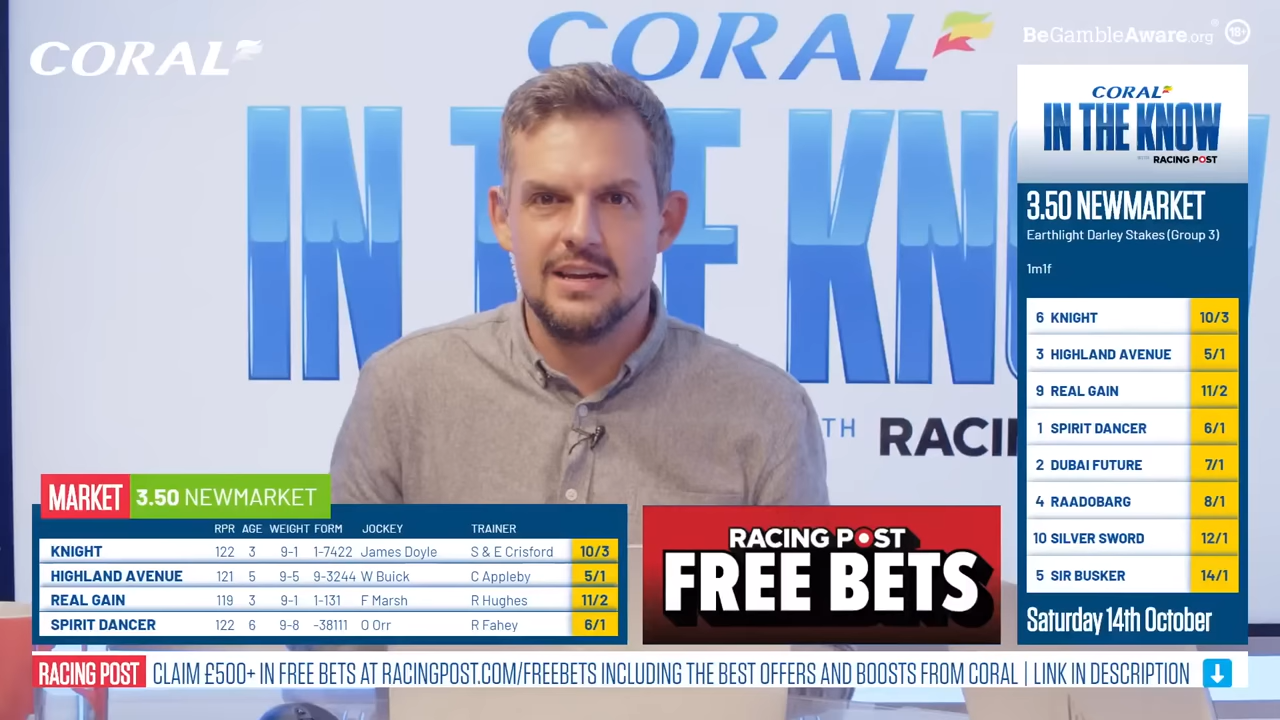 CORAL
CORAL
BeGambleAware.org® 18+
IN THE KNOW
TH RACI
CORAL
IN THE KNOW
WITH RACING POST
3.50 NEWMARKET
Earthlight Darley Stakes (Group 3)
1m1f
6 KNIGHT 10/3
3 HIGHLAND AVENUE 5/1
9 REAL GAIN 11/2
1 SPIRIT DANCER 6/1
2 DUBAI FUTURE 7/1
4 RAADOBARG 8/1
10 SILVER SWORD 12/1
5 SIR BUSKER 14/1
Saturday 14th October
MARKET 3.50 NEWMARKET
RPR AGE WEIGHT FORM JOCKEY TRAINER
KNIGHT 122 3 9-1 1-7422 James Doyle S & E Crisford 10/3
HIGHLAND AVENUE 121 5 9-5 9-3244 W Buick C Appleby 5/1
REAL GAIN 119 3 9-1 1-131 F Marsh R Hughes 11/2
SPIRIT DANCER 122 6 9-8 -38111 O Orr R Fahey 6/1
RACING POST
FREE BETS
RACING POST CLAIM £500+ IN FREE BETS AT RACINGPOST.COM/FREEBETS INCLUDING THE BEST OFFERS AND BOOSTS FROM CORAL | LINK IN DESCRIPTION